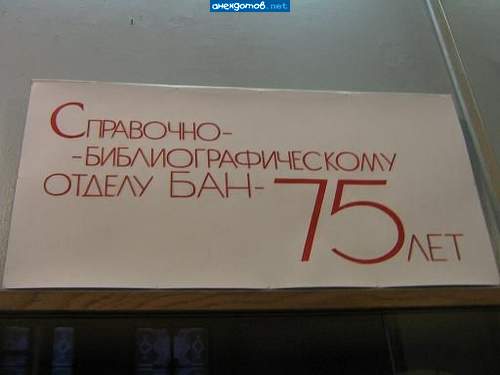 анекдотов.net
Справочно-
-библиографическому
отделу БАН-75 лет